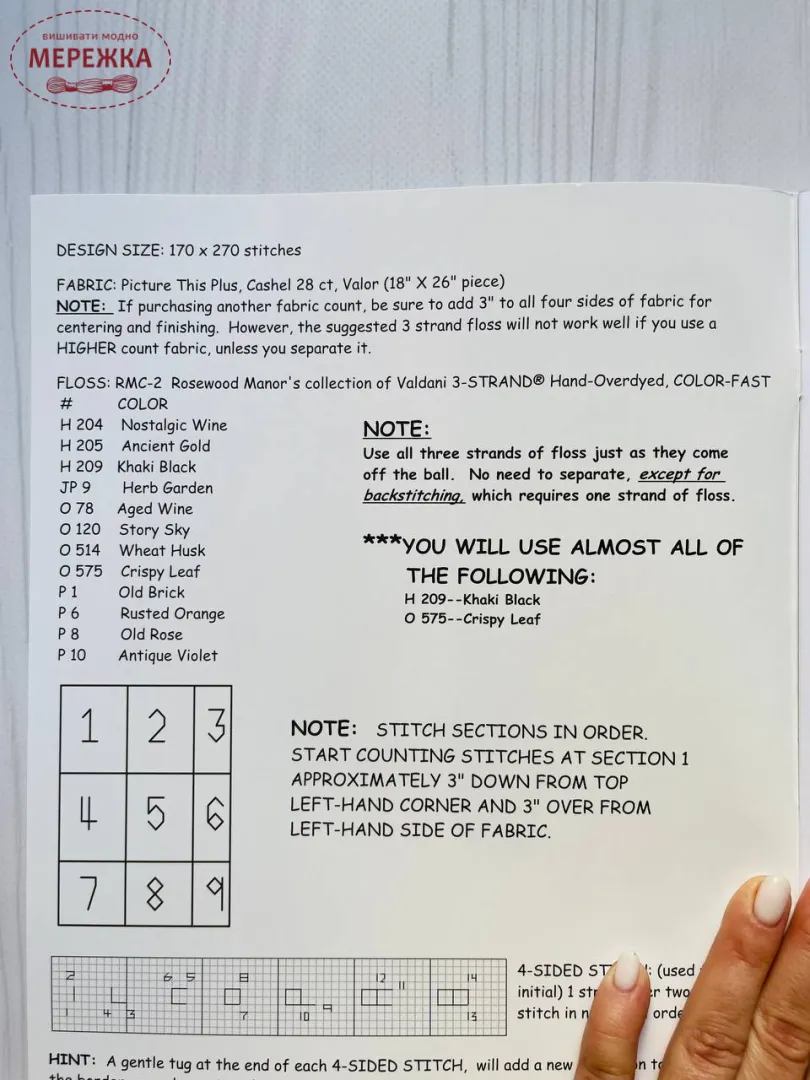 вишивати модно
МЕРЕЖКА
DESIGN SIZE: 170 x 270 stitches
FABRIC: Picture This Plus, Cashel 28 ct, Valor (18" X 26" piece)
NOTE: If purchasing another fabric count, be sure to add 3" to all four sides of fabric for
centering and finishing. However, the suggested 3 strand floss will not work well if you use a
HIGHER count fabric, unless you separate it.
FLOSS: RMC-2 Rosewood Manor's collection of Valdani 3-STRAND® Hand-Overdyed, COLOR-FAST
# COLOR
H 204 Nostalgic Wine
H 205 Ancient Gold
H 209 Khaki Black
JP 9 Herb Garden
O 78 Aged Wine
O 120 Story Sky
O 514 Wheat Husk
O 575 Crispy Leaf
P 1 Old Brick
P 6 Rusted Orange
P 8 Old Rose
P 10 Antique Violet
NOTE:
Use all three strands of floss just as they come
off the ball. No need to separate, except for
backstitching, which requires one strand of floss.
***YOU WILL USE ALMOST ALL OF
THE FOLLOWING:
H 209--Khaki Black
O 575--Crispy Leaf
1 2 3
4 5 6
7 8 9
NOTE: STITCH SECTIONS IN ORDER.
START COUNTING STITCHES AT SECTION 1
APPROXIMATELY 3" DOWN FROM TOP
LEFT-HAND CORNER AND 3" OVER FROM
LEFT-HAND SIDE OF FABRIC.
2 6 5 8 12 11 14
1 4 3 7 10 9 13
4-SIDED (used
initial) 1 two
stitch in
HINT: A gentle tug at the end of each 4-SIDED STITCH, will add a new
the border